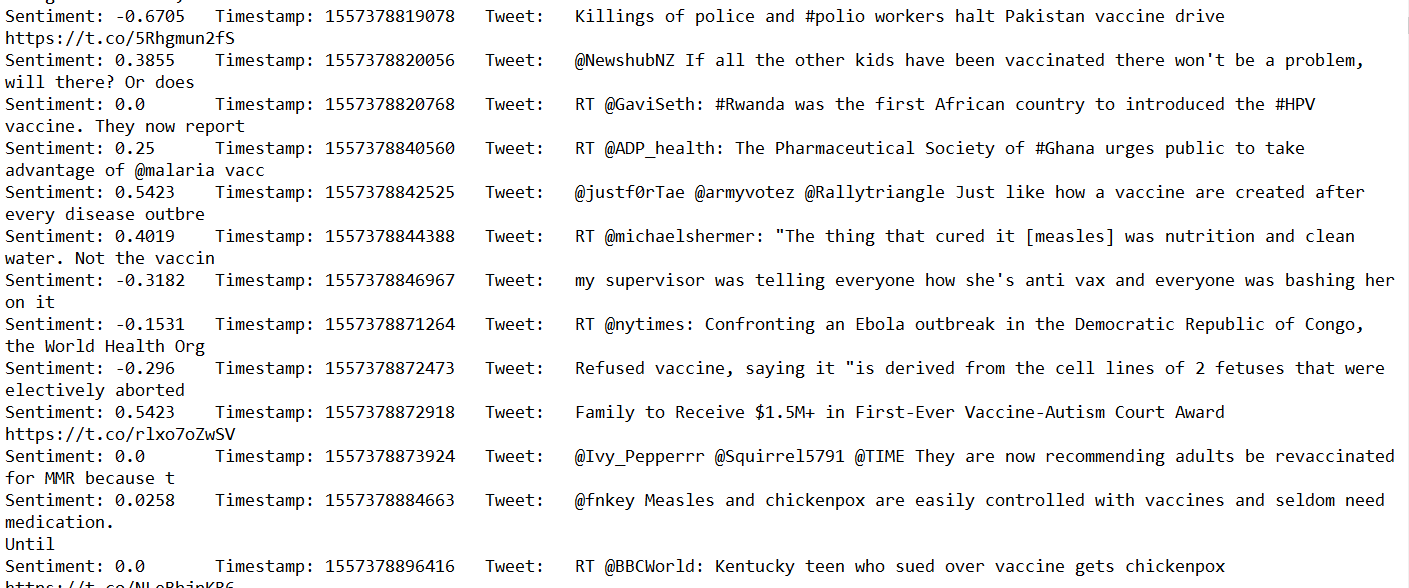 Sentiment: -0.6705 Timestamp: 1557378819078 Tweet: Killings of police and #polio workers halt Pakistan vaccine drive
https://t.co/5Rhgmun2fS
Sentiment: 0.3855 Timestamp: 1557378820056 Tweet: @NewshubNZ If all the other kids have been vaccinated there won't be a problem,
will there? Or does
Sentiment: 0.0 Timestamp: 1557378820768 Tweet: RT @GaviSeth: #Rwanda was the first African country to introduced the #HPV
vaccine. They now report
Sentiment: 0.25 Timestamp: 1557378840560 Tweet: RT @ADP_health: The Pharmaceutical Society of #Ghana urges public to take
advantage of @malaria vacc
Sentiment: 0.5423 Timestamp: 1557378842525 Tweet: @justf0rTae @armyvotez @Rallytriangle Just like how a vaccine are created after
every disease outbre
Sentiment: 0.4019 Timestamp: 1557378844388 Tweet: RT @michaelshermer: "The thing that cured it [measles] was nutrition and clean
water. Not the vaccin
Sentiment: -0.3182 Timestamp: 1557378846967 Tweet: my supervisor was telling everyone how she's anti vax and everyone was bashing her
on it
Sentiment: -0.1531 Timestamp: 1557378871264 Tweet: RT @nytimes: Confronting an Ebola outbreak in the Democratic Republic of Congo,
the World Health Org
Sentiment: -0.296 Timestamp: 1557378872473 Tweet: Refused vaccine, saying it "is derived from the cell lines of 2 fetuses that were
electively aborted
Sentiment: 0.5423 Timestamp: 1557378872918 Tweet: Family to Receive $1.5M+ in First-Ever Vaccine-Autism Court Award
https://t.co/rlxo7oZwSV
Sentiment: 0.0 Timestamp: 1557378873924 Tweet: @Ivy_Pepperrr @Squirrel5791 @TIME They are now recommending adults be revaccinated
for MMR because t
Sentiment: 0.0258 Timestamp: 1557378884663 Tweet: @fnkey Measles and chickenpox are easily controlled with vaccines and seldom need
medication.
Until
Sentiment: 0.0 Timestamp: 1557378896416 Tweet: RT @BBCWorld: Kentucky teen who sued over vaccine gets chickenpox